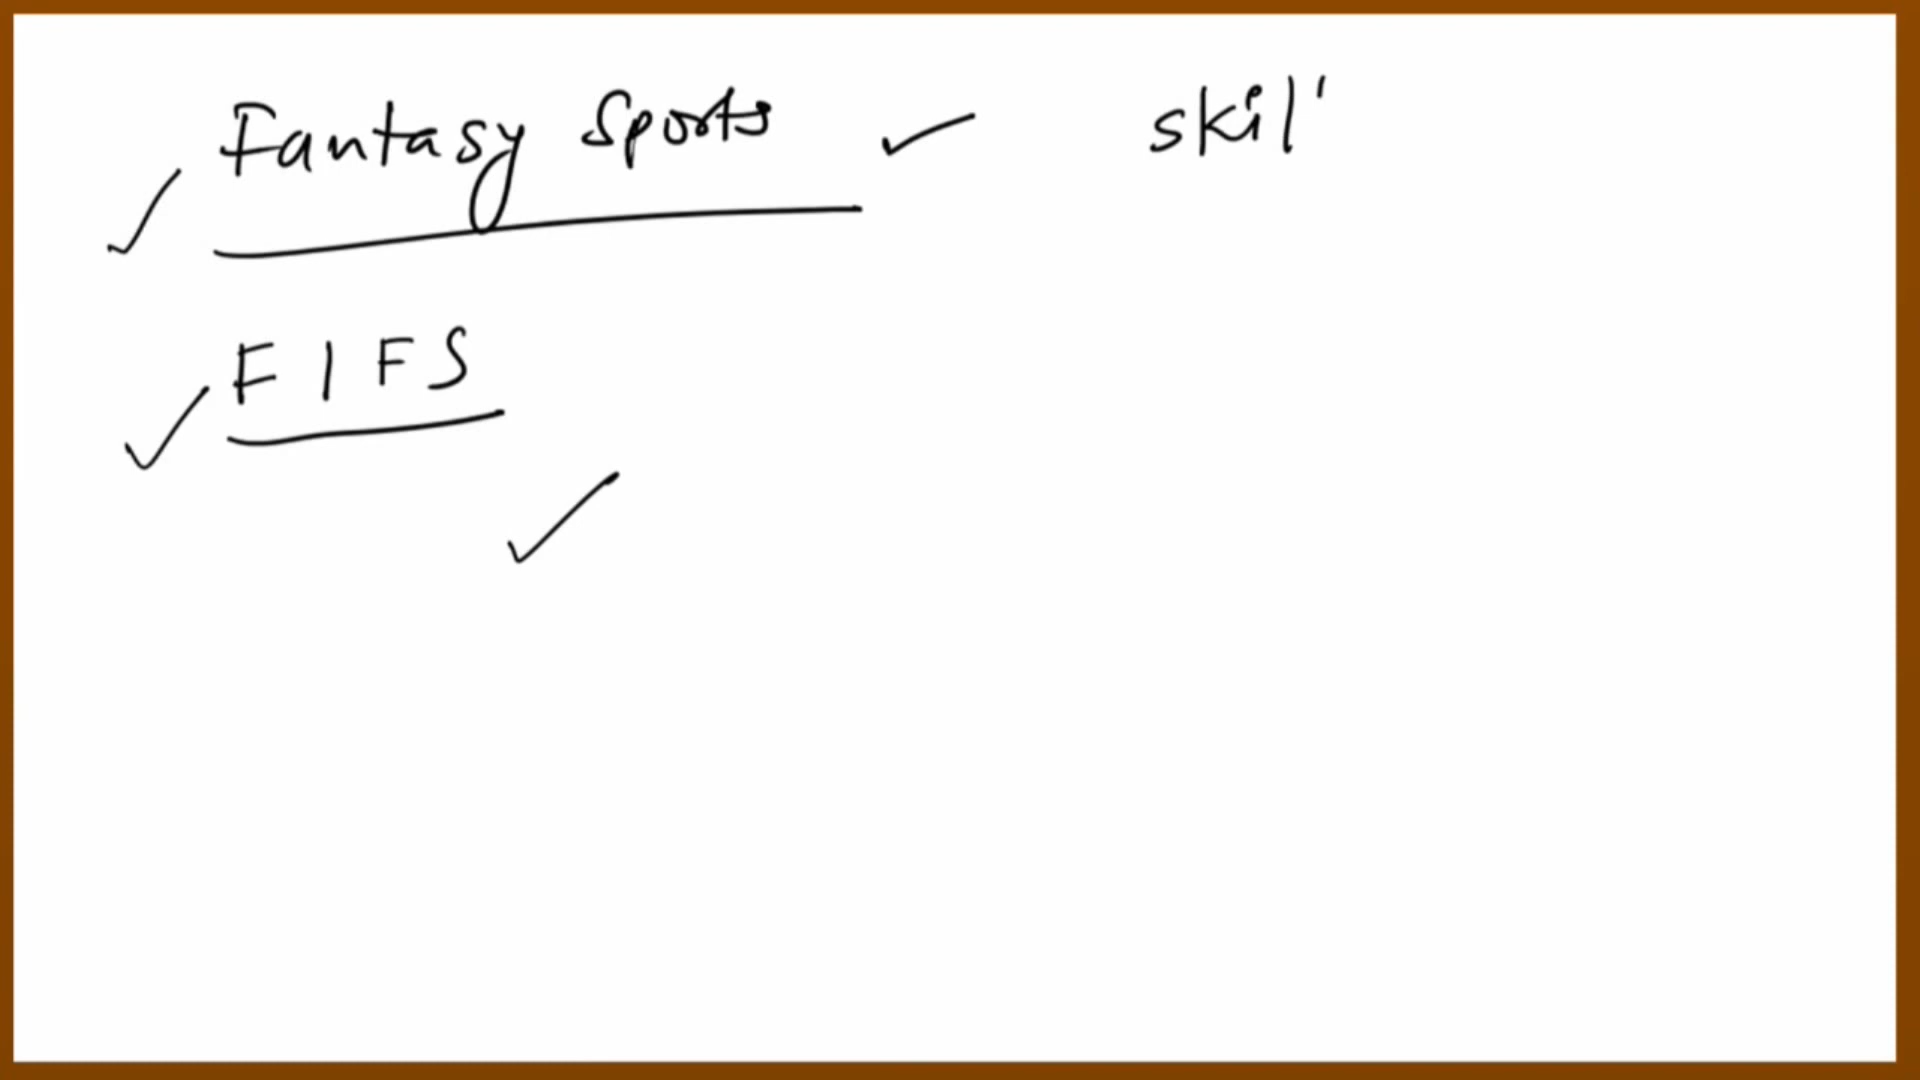 Fantasy Sports ✓ skil'
✓ FIFS
✓